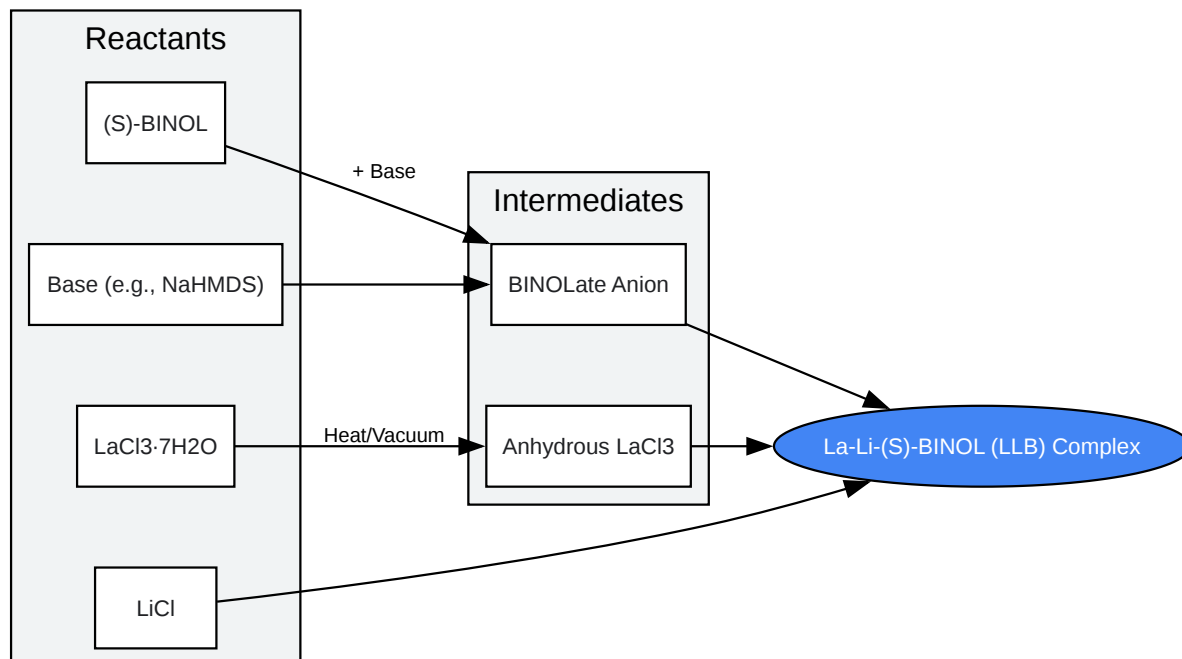 Reactants
(S)-BINOL
+ Base
Intermediates
Base (e.g., NaHMDS)
BINOLate Anion
LaCl3·7H2O
Heat/Vacuum
Anhydrous LaCl3
La-Li-(S)-BINOL (LLB) Complex
LiCl